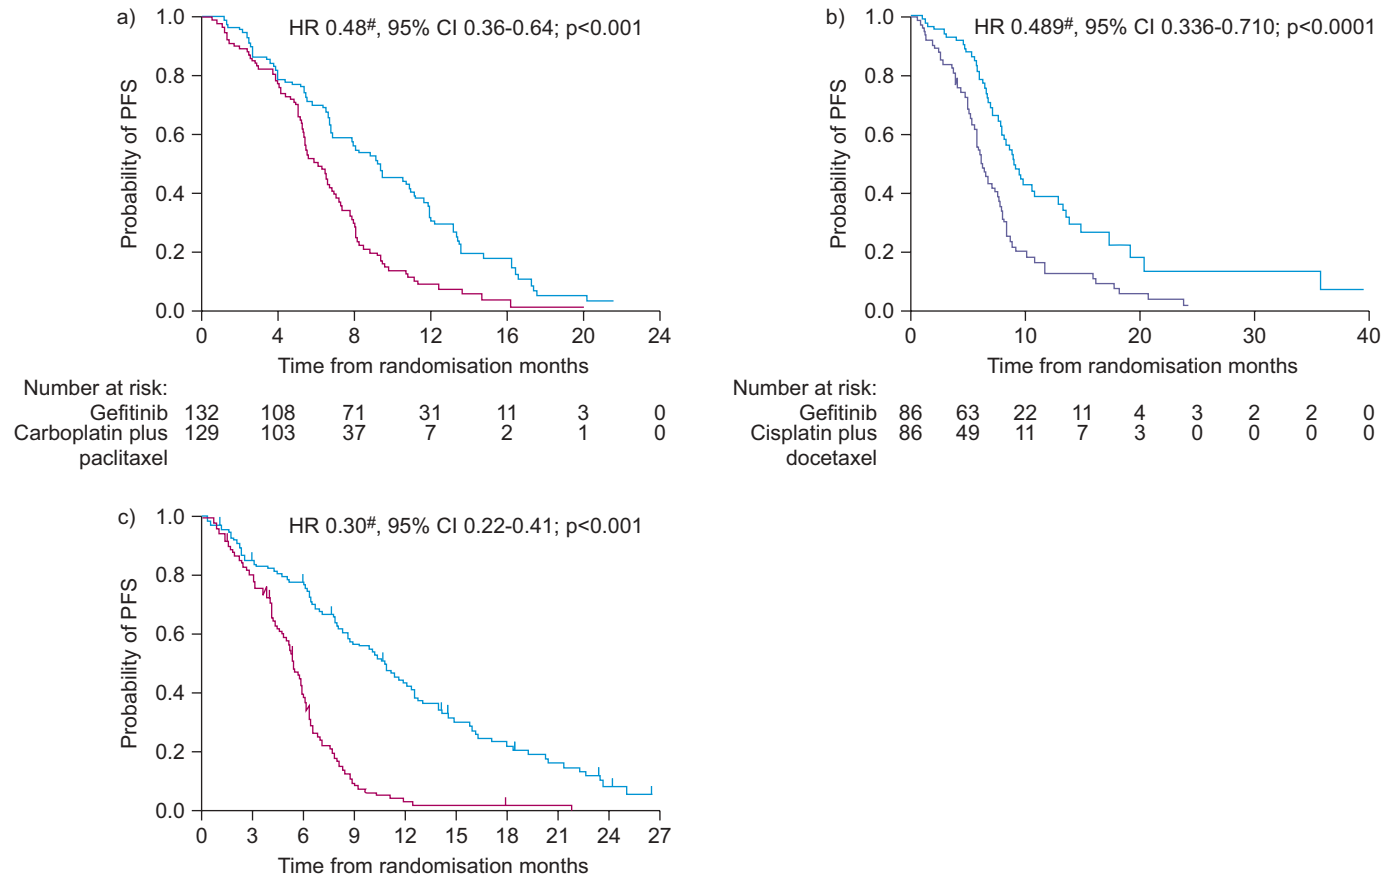 a)
HR 0.48#, 95% CI 0.36-0.64; p<0.001
Probability of PFS
1.0
0.8
0.6
0.4
0.2
0.0
0 4 8 12 16 20 24
Time from randomisation months
Number at risk:
Gefitinib 132 108 71 31 11 3 0
Carboplatin plus 129 103 37 7 2 1 0
paclitaxel
b)
HR 0.489#, 95% CI 0.336-0.710; p<0.0001
Probability of PFS
1.0
0.8
0.6
0.4
0.2
0.0
0 10 20 30 40
Time from randomisation months
Number at risk:
Gefitinib 86 63 22 11 4 3 2 2 0
Cisplatin plus 86 49 11 7 3 0 0 0 0
docetaxel
c)
HR 0.30#, 95% CI 0.22-0.41; p<0.001
Probability of PFS
1.0
0.8
0.6
0.4
0.2
0.0
0 3 6 9 12 15 18 21 24 27
Time from randomisation months